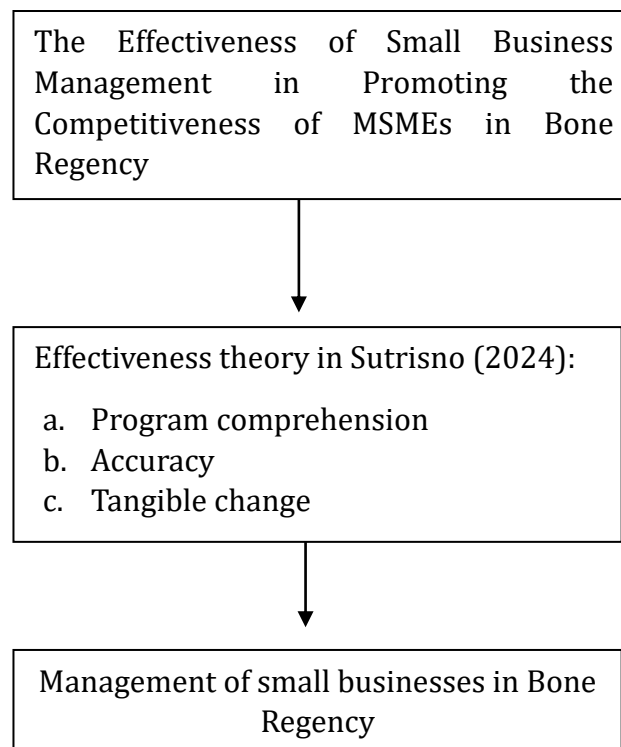 The Effectiveness of Small Business
Management in Promoting the
Competitiveness of MSMEs in Bone
Regency
Effectiveness theory in Sutrisno (2024):
a. Program comprehension
b. Accuracy
c. Tangible change
Management of small businesses in Bone
Regency